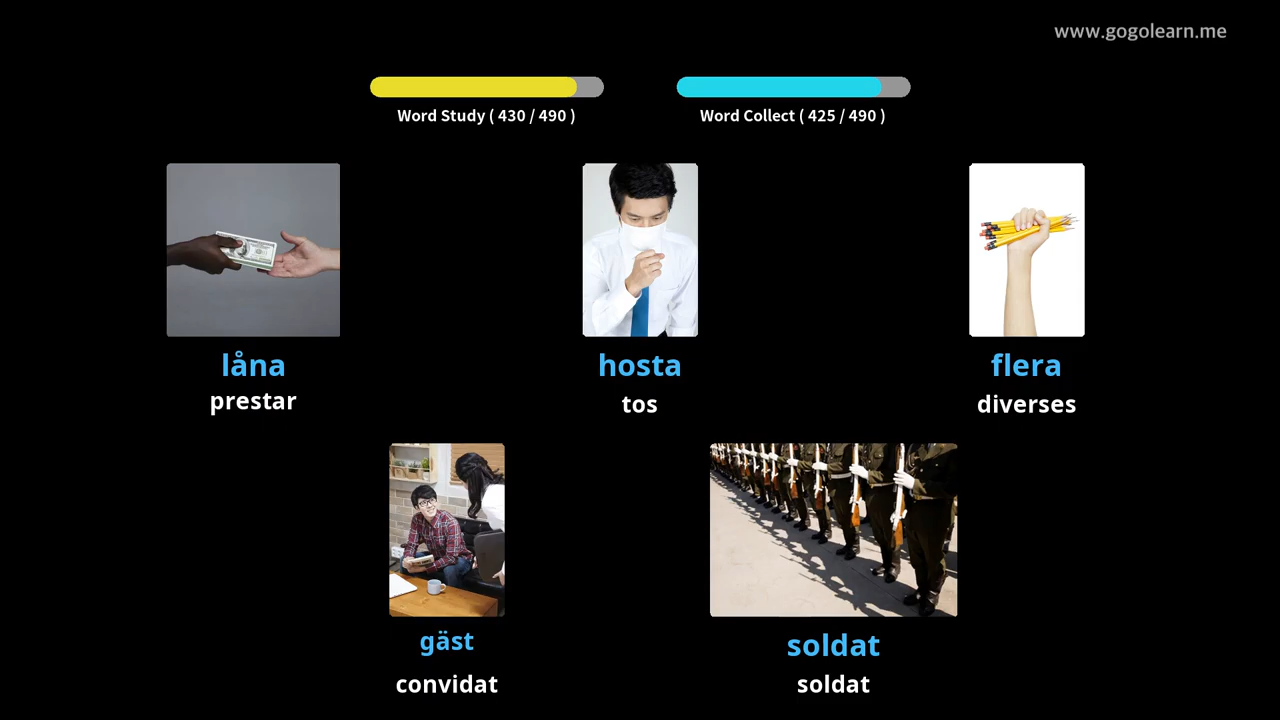 www.gogolearn.me
Word Study ( 430 / 490 )
Word Collect ( 425 / 490 )
låna
prestar
hosta
tos
flera
diverses
gäst
convidat
soldat
soldat